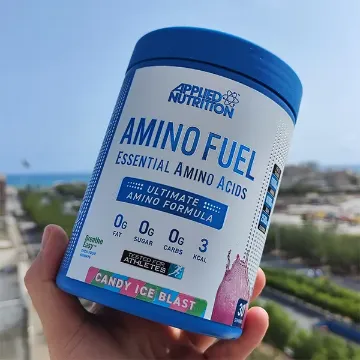 APPLIED
NUTRITION
AMINO FUEL
ESSENTIAL AMINO ACIDS
ULTIMATE
AMINO FORMULA
0G FAT
0G SUGAR
0G CARBS
3 KCAL
TESTED FOR
ATHLETES
CANDY ICE BLAST